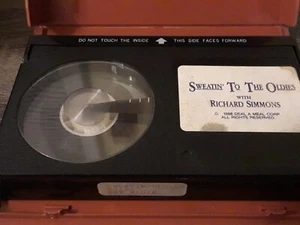 DO NOT TOUCH THE INSIDE ⬆ THIS SIDE FACES FORWARD
SWEATIN' TO THE OLDIES
WITH
RICHARD SIMMONS
© 1988 DEAL A MEAL CORP.
ALL RIGHTS RESERVED